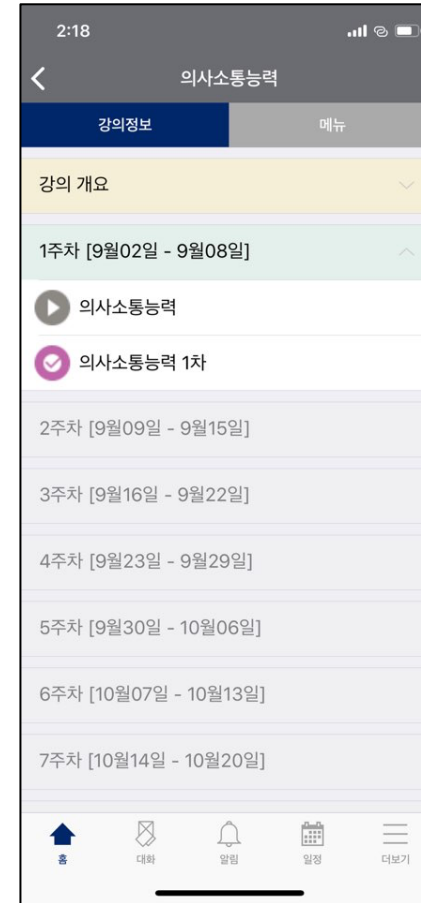 2:18
의사소통능력
강의정보
메뉴
강의 개요
1주차 [9월02일 - 9월08일]
의사소통능력
의사소통능력 1차
2주차 [9월09일 - 9월15일]
3주차 [9월16일 - 9월22일]
4주차 [9월23일 - 9월29일]
5주차 [9월30일 - 10월06일]
6주차 [10월07일 - 10월13일]
7주차 [10월14일 - 10월20일]
홈
대화
알림
일정
더보기